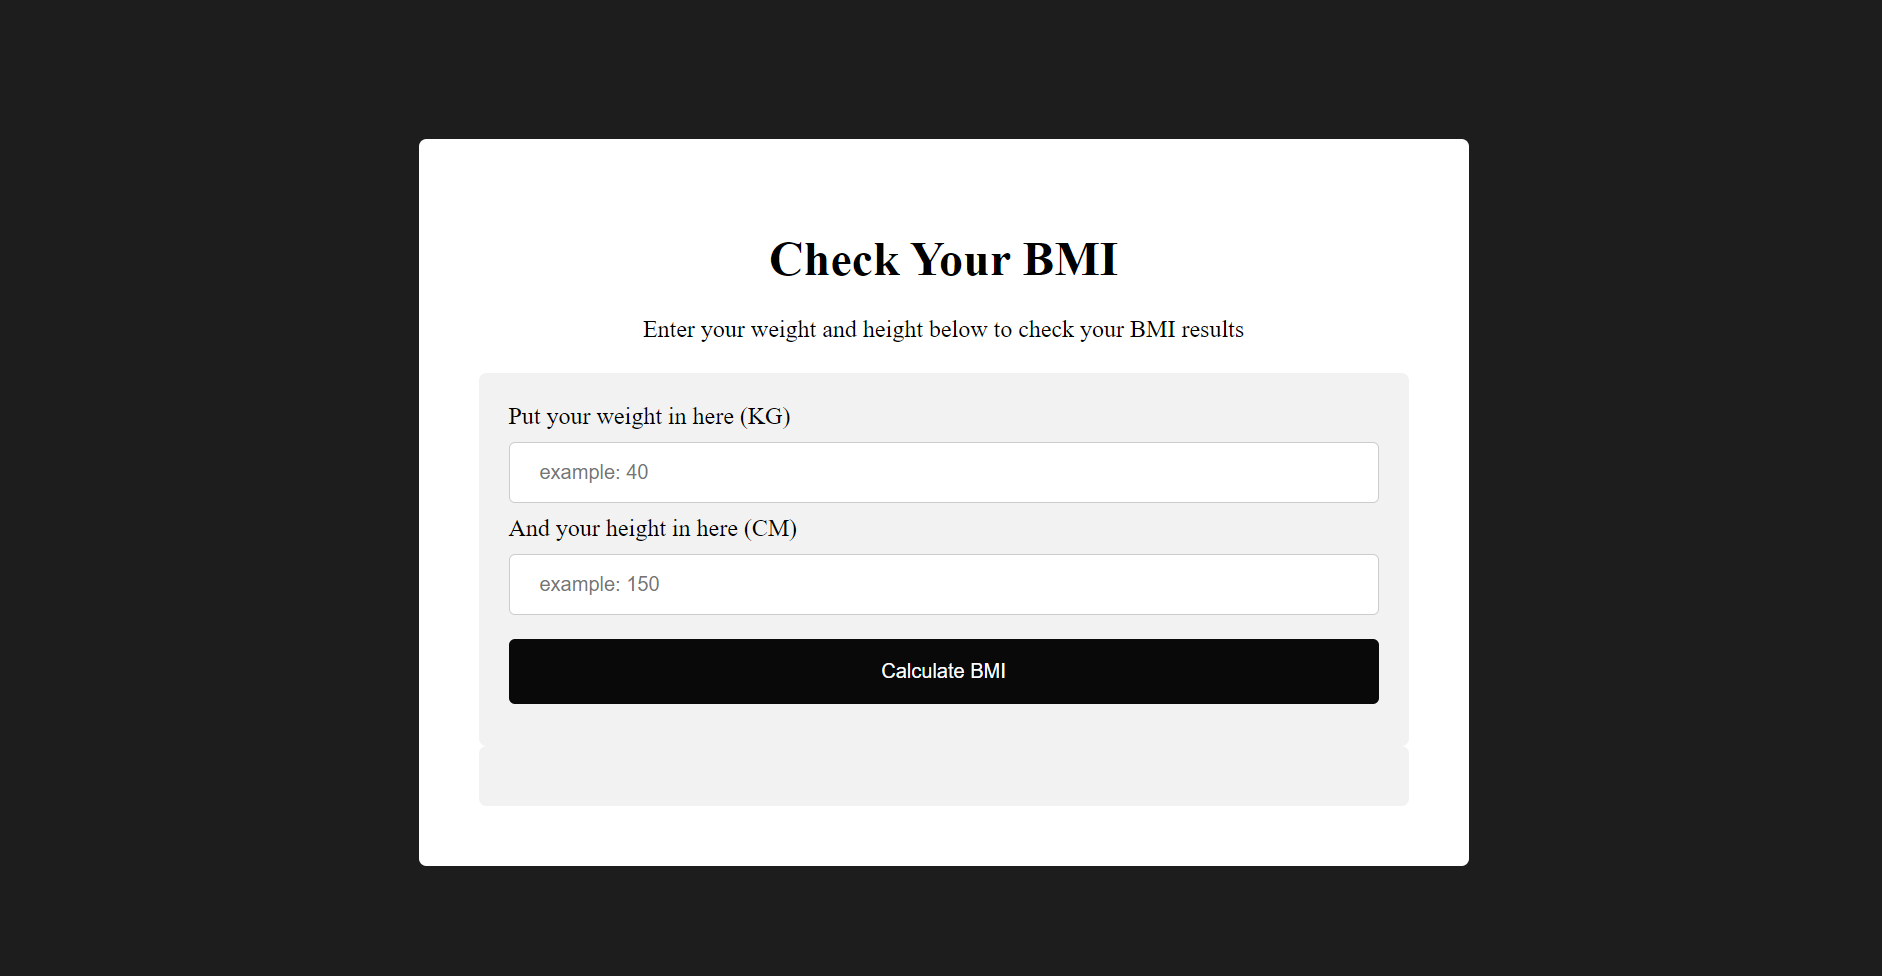 Check Your BMI
Enter your weight and height below to check your BMI results
Put your weight in here (KG)
example: 40
And your height in here (CM)
example: 150
Calculate BMI